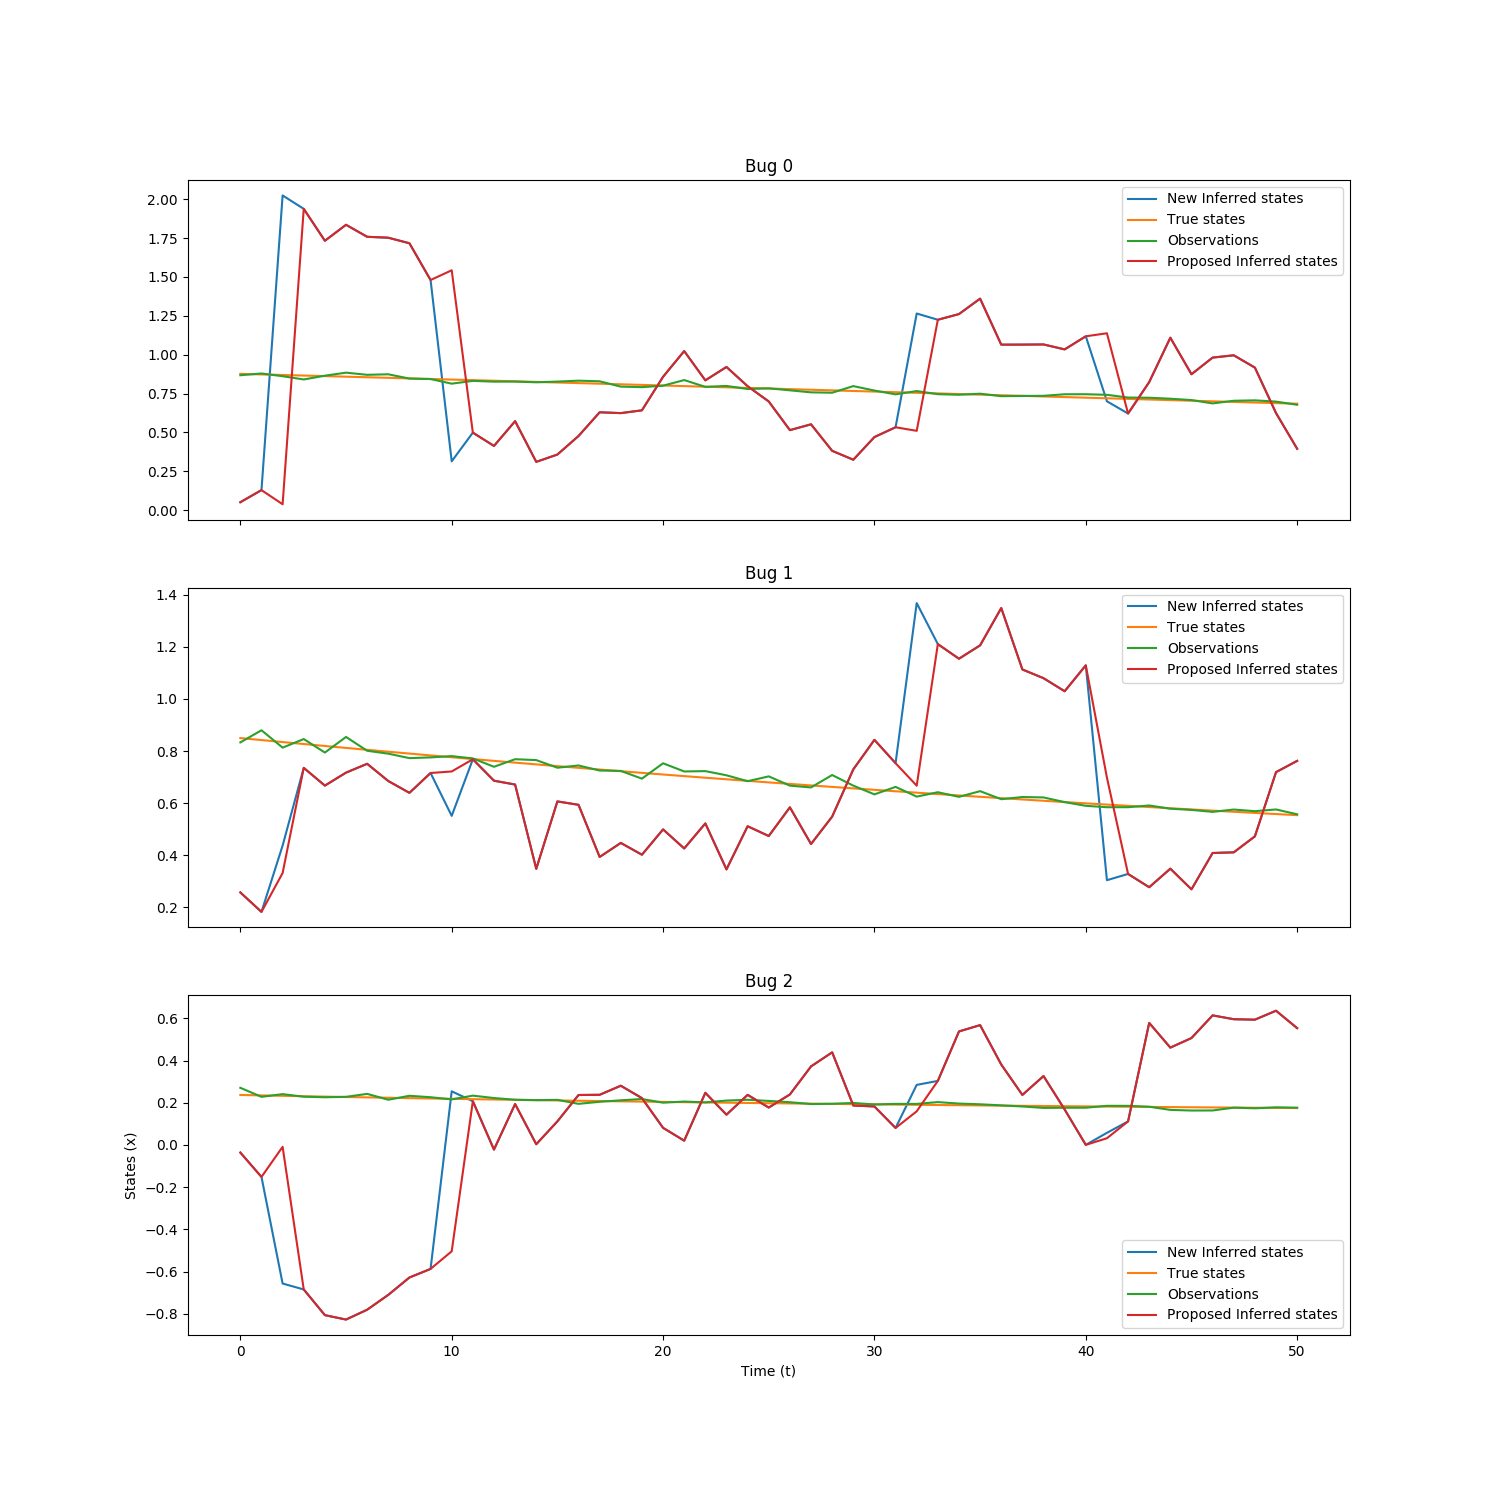 Bug 0
2.00
1.75
1.50
1.25
1.00
0.75
0.50
0.25
0.00
New Inferred states
True states
Observations
Proposed Inferred states
Bug 1
1.4
1.2
1.0
0.8
0.6
0.4
0.2
New Inferred states
True states
Observations
Proposed Inferred states
Bug 2
0.6
0.4
0.2
0.0
−0.2
−0.4
−0.6
−0.8
States (x)
New Inferred states
True states
Observations
Proposed Inferred states
0 10 20 30 40 50
Time (t)